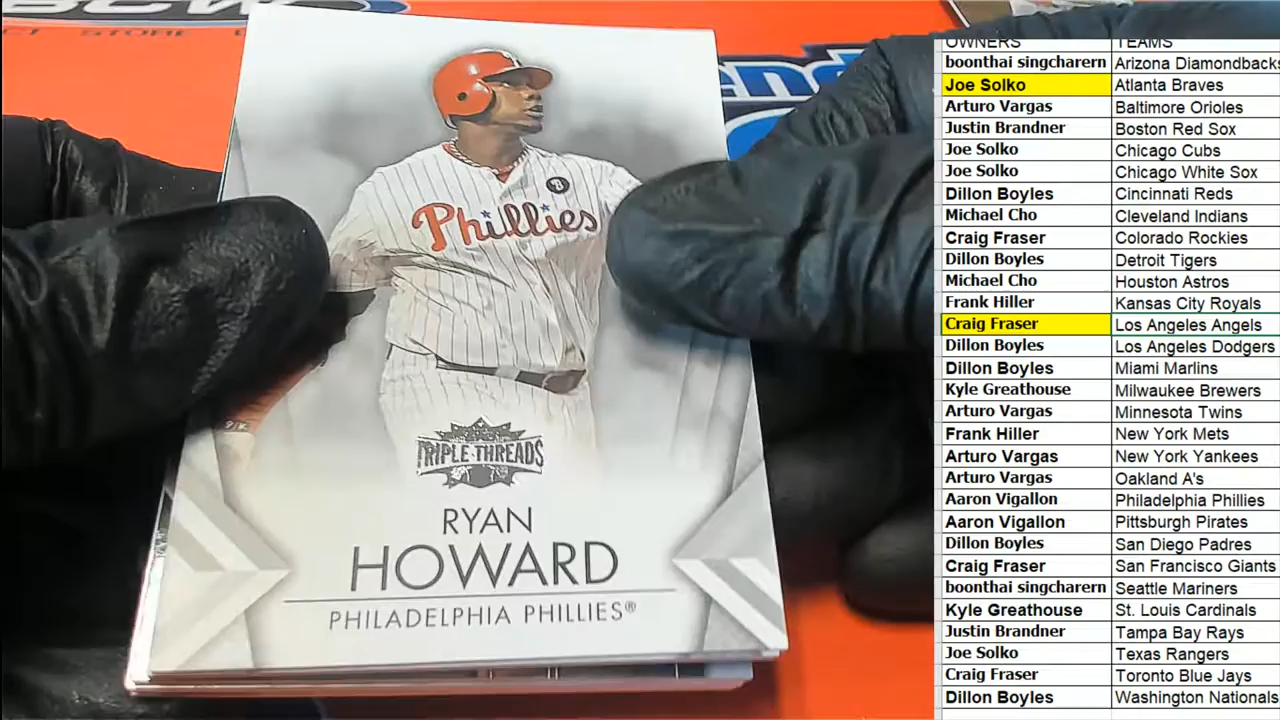 CT STORE
Phillies
TRIPLE THREADS
RYAN
HOWARD
PHILADELPHIA PHILLIES®
OWNERS TEAMS
boonthai singcharern Arizona Diamondbacks
Joe Solko Atlanta Braves
Arturo Vargas Baltimore Orioles
Justin Brandner Boston Red Sox
Joe Solko Chicago Cubs
Joe Solko Chicago White Sox
Dillon Boyles Cincinnati Reds
Michael Cho Cleveland Indians
Craig Fraser Colorado Rockies
Dillon Boyles Detroit Tigers
Michael Cho Houston Astros
Frank Hiller Kansas City Royals
Craig Fraser Los Angeles Angels
Dillon Boyles Los Angeles Dodgers
Dillon Boyles Miami Marlins
Kyle Greathouse Milwaukee Brewers
Arturo Vargas Minnesota Twins
Frank Hiller New York Mets
Arturo Vargas New York Yankees
Arturo Vargas Oakland A's
Aaron Vigallon Philadelphia Phillies
Aaron Vigallon Pittsburgh Pirates
Dillon Boyles San Diego Padres
Craig Fraser San Francisco Giants
boonthai singcharern Seattle Mariners
Kyle Greathouse St. Louis Cardinals
Justin Brandner Tampa Bay Rays
Joe Solko Texas Rangers
Craig Fraser Toronto Blue Jays
Dillon Boyles Washington Nationals